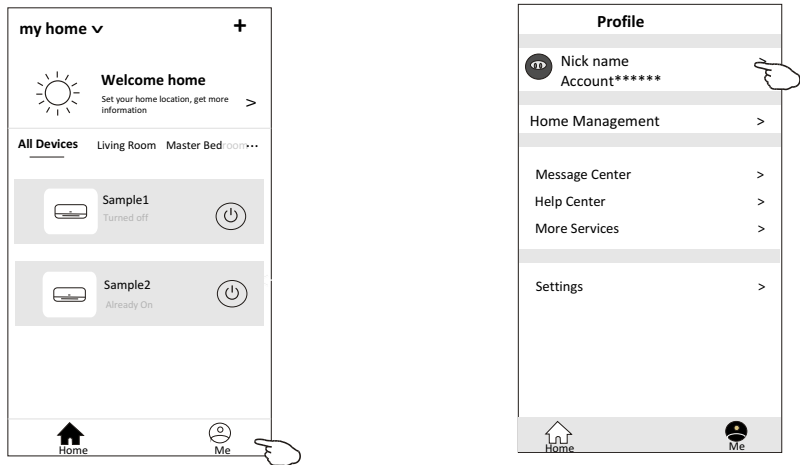 my home
+
Welcome home
Set your home location, get more
information
>
All Devices Living Room Master Bedroom...
Sample1
Turned off
Sample2
Already On
Home
Me
Profile
Nick name
Account******
>
Home Management >
Message Center >
Help Center >
More Services >
Settings >
Home
Me